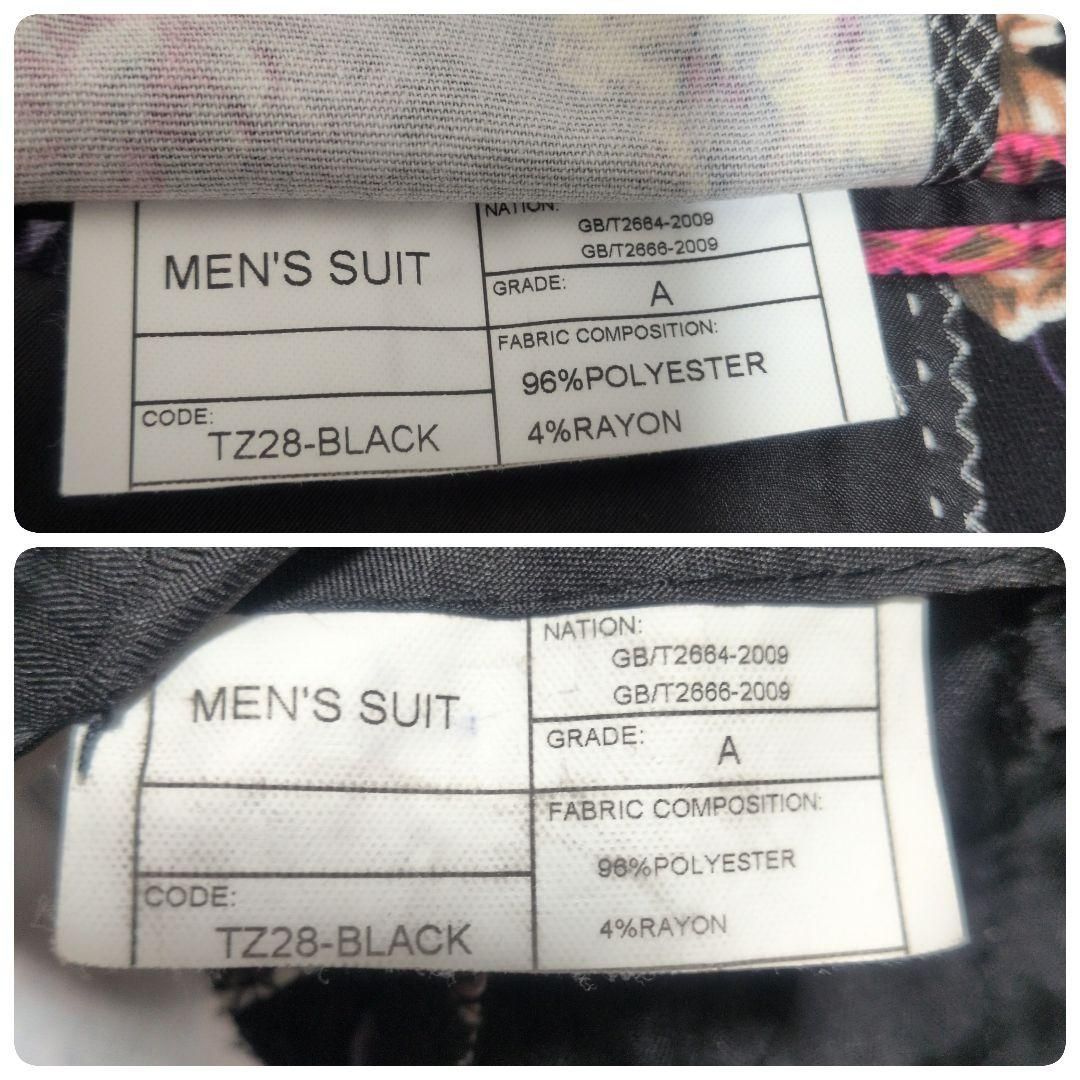 MEN'S SUIT
CODE:
TZ28-BLACK
NATION:
GB/T2664-2009
GB/T2666-2009
GRADE:
A
FABRIC COMPOSITION:
96%POLYESTER
4%RAYON
MEN'S SUIT
CODE:
TZ28-BLACK
NATION:
GB/T2664-2009
GB/T2666-2009
GRADE:
A
FABRIC COMPOSITION:
96%POLYESTER
4%RAYON